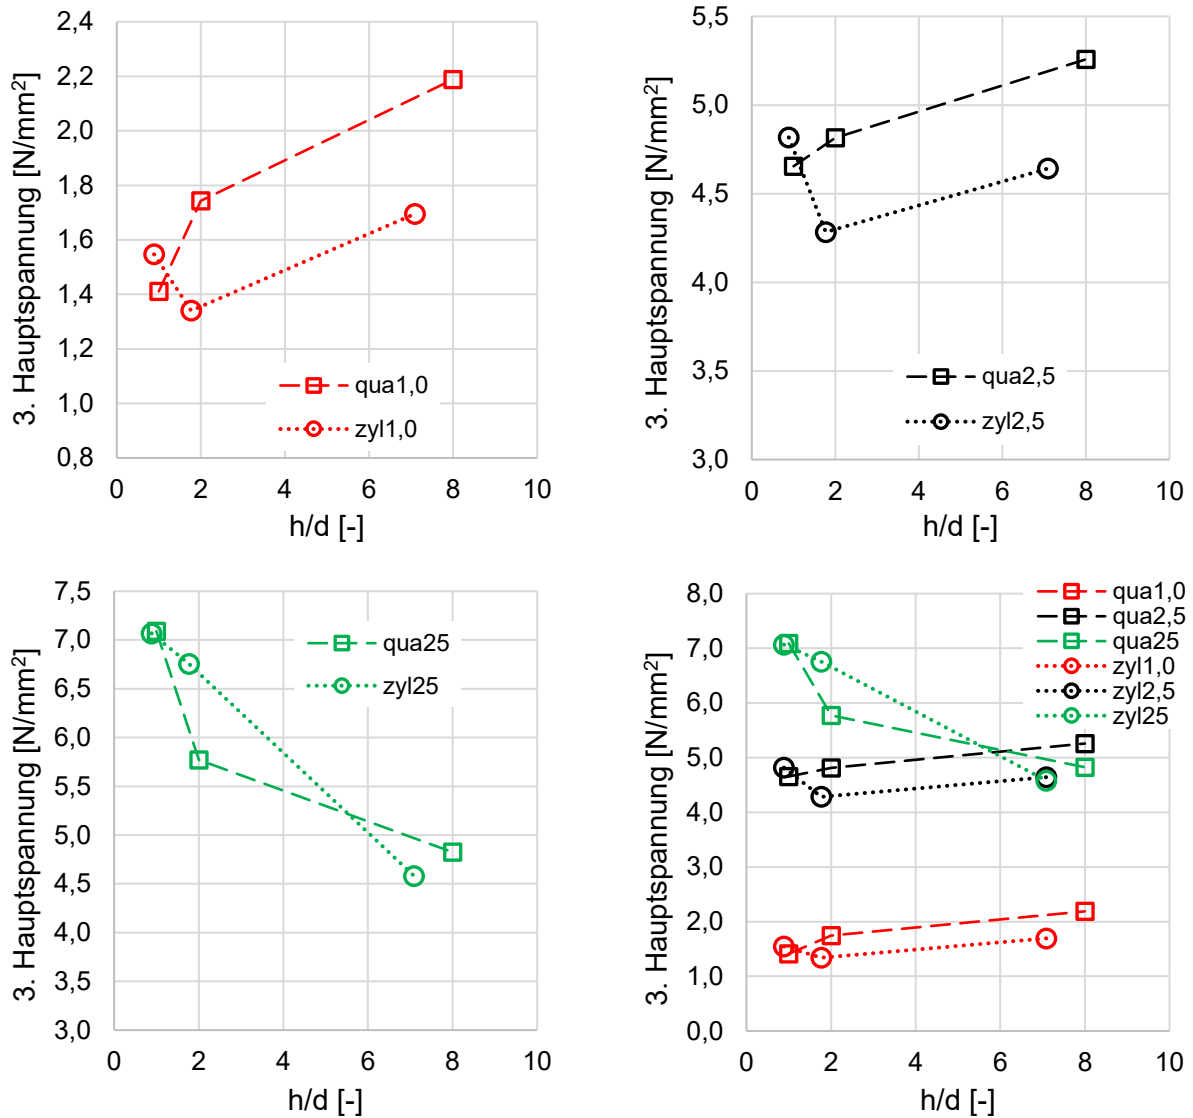 3. Hauptspannung [N/mm²]
2,4
2,2
2,0
1,8
1,6
1,4
1,2
1,0
0,8
qua1,0
zyl1,0
0 2 4 6 8 10
h/d [-]
3. Hauptspannung [N/mm²]
5,5
5,0
4,5
4,0
3,5
3,0
qua2,5
zyl2,5
0 2 4 6 8 10
h/d [-]
3. Hauptspannung [N/mm²]
7,5
7,0
6,5
6,0
5,5
5,0
4,5
4,0
3,5
3,0
qua25
zyl25
0 2 4 6 8 10
h/d [-]
3. Hauptspannung [N/mm²]
8,0
7,0
6,0
5,0
4,0
3,0
2,0
1,0
0,0
qua1,0
qua2,5
qua25
zyl1,0
zyl2,5
zyl25
0 2 4 6 8 10
h/d [-]